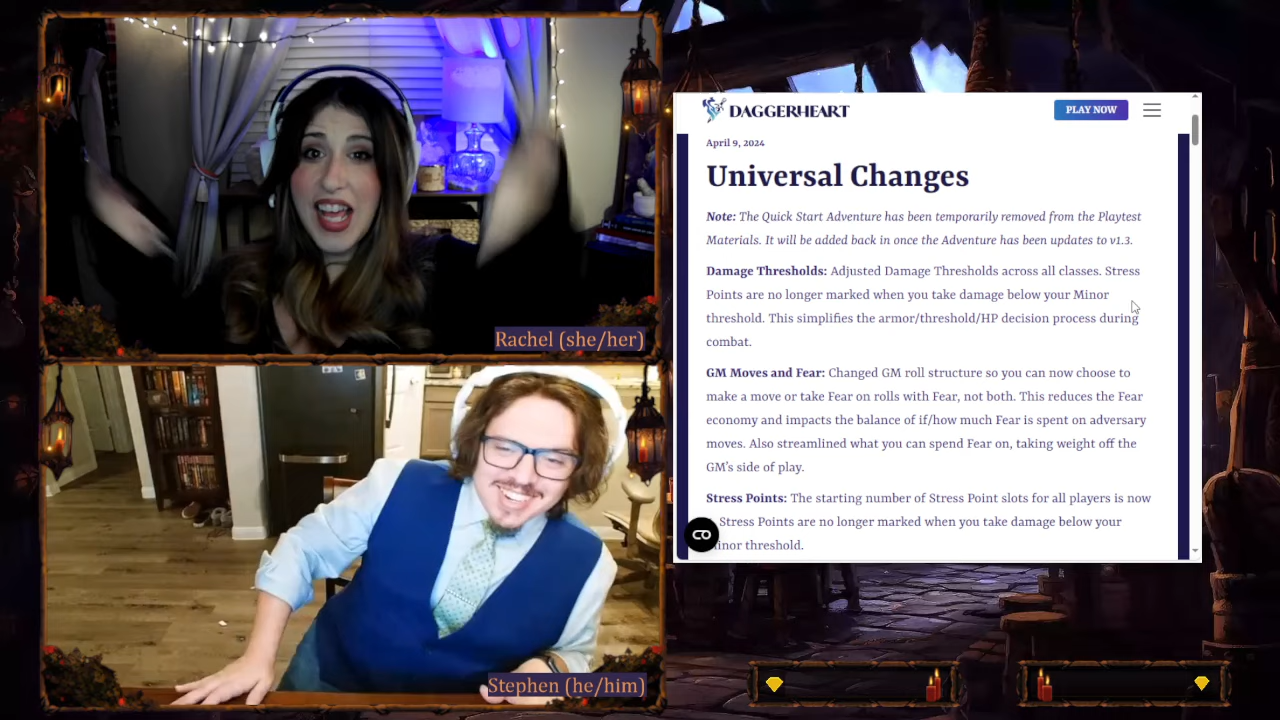 Rachel (she/her)
Stephen (he/him)
DAGGERHEART
PLAY NOW
April 9, 2024
Universal Changes
Note: The Quick Start Adventure has been temporarily removed from the Playtest
Materials. It will be added back in once the Adventure has been updates to v1.3.
Damage Thresholds: Adjusted Damage Thresholds across all classes. Stress
Points are no longer marked when you take damage below your Minor
threshold. This simplifies the armor/threshold/HP decision process during
combat.
GM Moves and Fear: Changed GM roll structure so you can now choose to
make a move or take Fear on rolls with Fear, not both. This reduces the Fear
economy and impacts the balance of if/how much Fear is spent on adversary
moves. Also streamlined what you can spend Fear on, taking weight off the
GM's side of play.
Stress Points: The starting number of Stress Point slots for all players is now
Stress Points are no longer marked when you take damage below your
minor threshold.